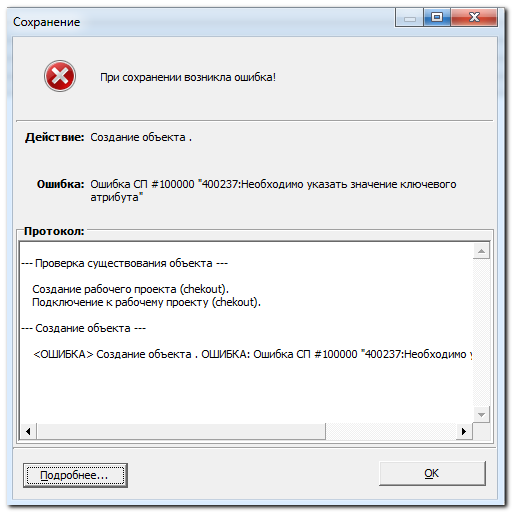 Сохранение
При сохранении возникла ошибка!
Действие: Создание объекта .
Ошибка: Ошибка СП #100000 "400237:Необходимо указать значение ключевого
атрибута"
Протокол:
--- Проверка существования объекта ---
Создание рабочего проекта (chekout).
Подключение к рабочему проекту (chekout).
--- Создание объекта ---
<ОШИБКА> Создание объекта . ОШИБКА: Ошибка СП #100000 "400237:Необходимо
Подробнее...
OK